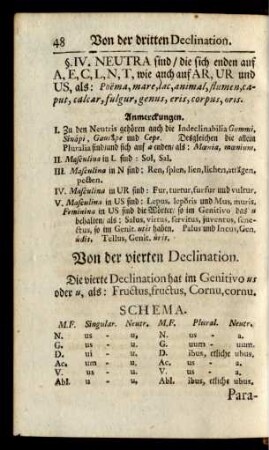 48 Von der dritten Declination.
§. IV. NEUTRA sind / die sich enden auf
A, E, C, L, N, T, wie auch auf AR, UR und
US, als: Poëma, mare, lac, animal, flumen, ca-
put, calcar, fulgur, genus, eris, corpus, oris.
Anmerckungen.
I. Zu den Neutris gehören auch die Indeclinabilia Gummi,
Sinapi, Gausape und Cepe. Desgleichen die allein
Pluralia sind/und sich auf a enden/als: Mœnia, mœnium.
II. Masculina in L sind: Sol, Sal.
III. Masculina in N sind: Ren, splen, lien, lichen, attagen,
pecten.
IV. Masculina in UR sind: Fur, turtur, furfur und vultur.
V. Masculina in US sind: Lepus, lepŏris und Mus, muris.
Feminina in US sind die Wörter/ so im Genitivo das u
behalten: als: Salus, virtus, servitus, juventus, senec-
ctus, so im Genit. utis haben. Palus und Incus, Gen.
udis. Tellus, Genit. ūris.
Von der vierten Declination.
Die vierte Declination hat im Genitivo us
oder u, als: Fructus, fructus, Cornu, cornu.
SCHEMA.
M.F. Singular. Neutr. M.F. Plural. Neutr.
N. us - u, N. us - a.
G. us - u, G. uum - uum.
D. ui - u, D. ibus, etliche ubus.
Ac. um - u, Ac. us - a.
V. us - u, V. us - a.
Abl. u - u, Abl. ibus, etliche ubus.
Para-